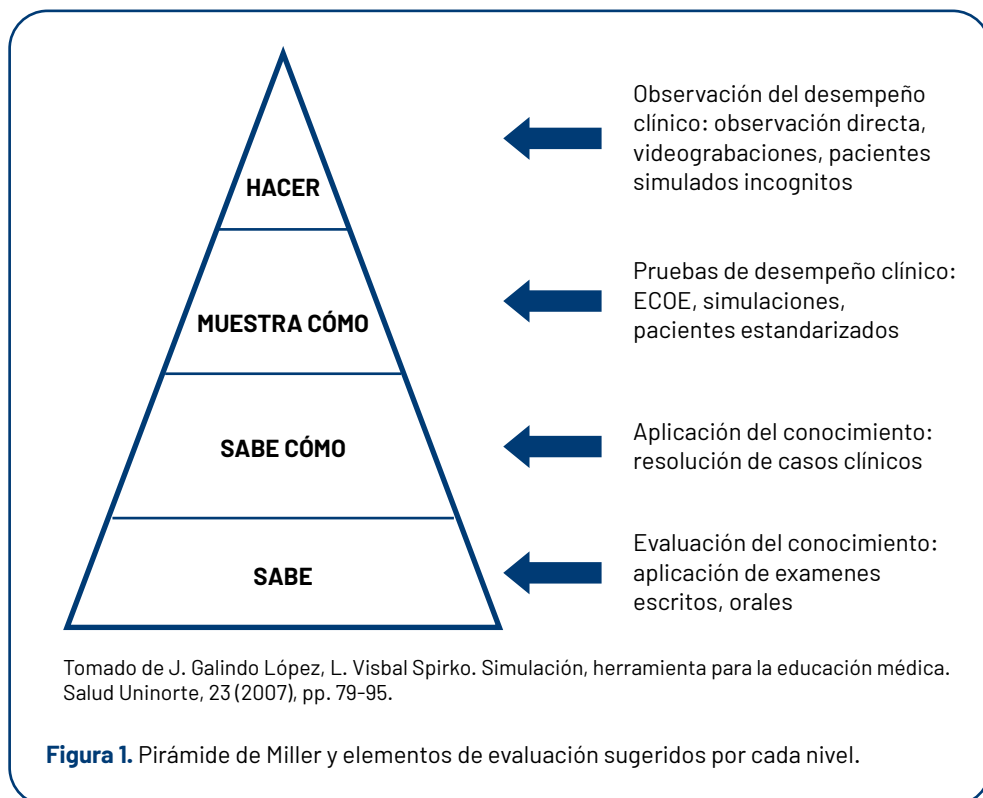 HACER
Observación del desempeño
clínico: observación directa,
videograbaciones, pacientes
simulados incognitos
MUESTRA CÓMO
Pruebas de desempeño clínico:
ECOE, simulaciones,
pacientes estandarizados
SABE CÓMO
Aplicación del conocimiento:
resolución de casos clínicos
SABE
Evaluación del conocimiento:
aplicación de examenes
escritos, orales
Tomado de J. Galindo López, L. Visbal Spirko. Simulación, herramienta para la educación médica.
Salud Uninorte, 23 (2007), pp. 79-95.
Figura 1. Pirámide de Miller y elementos de evaluación sugeridos por cada nivel.